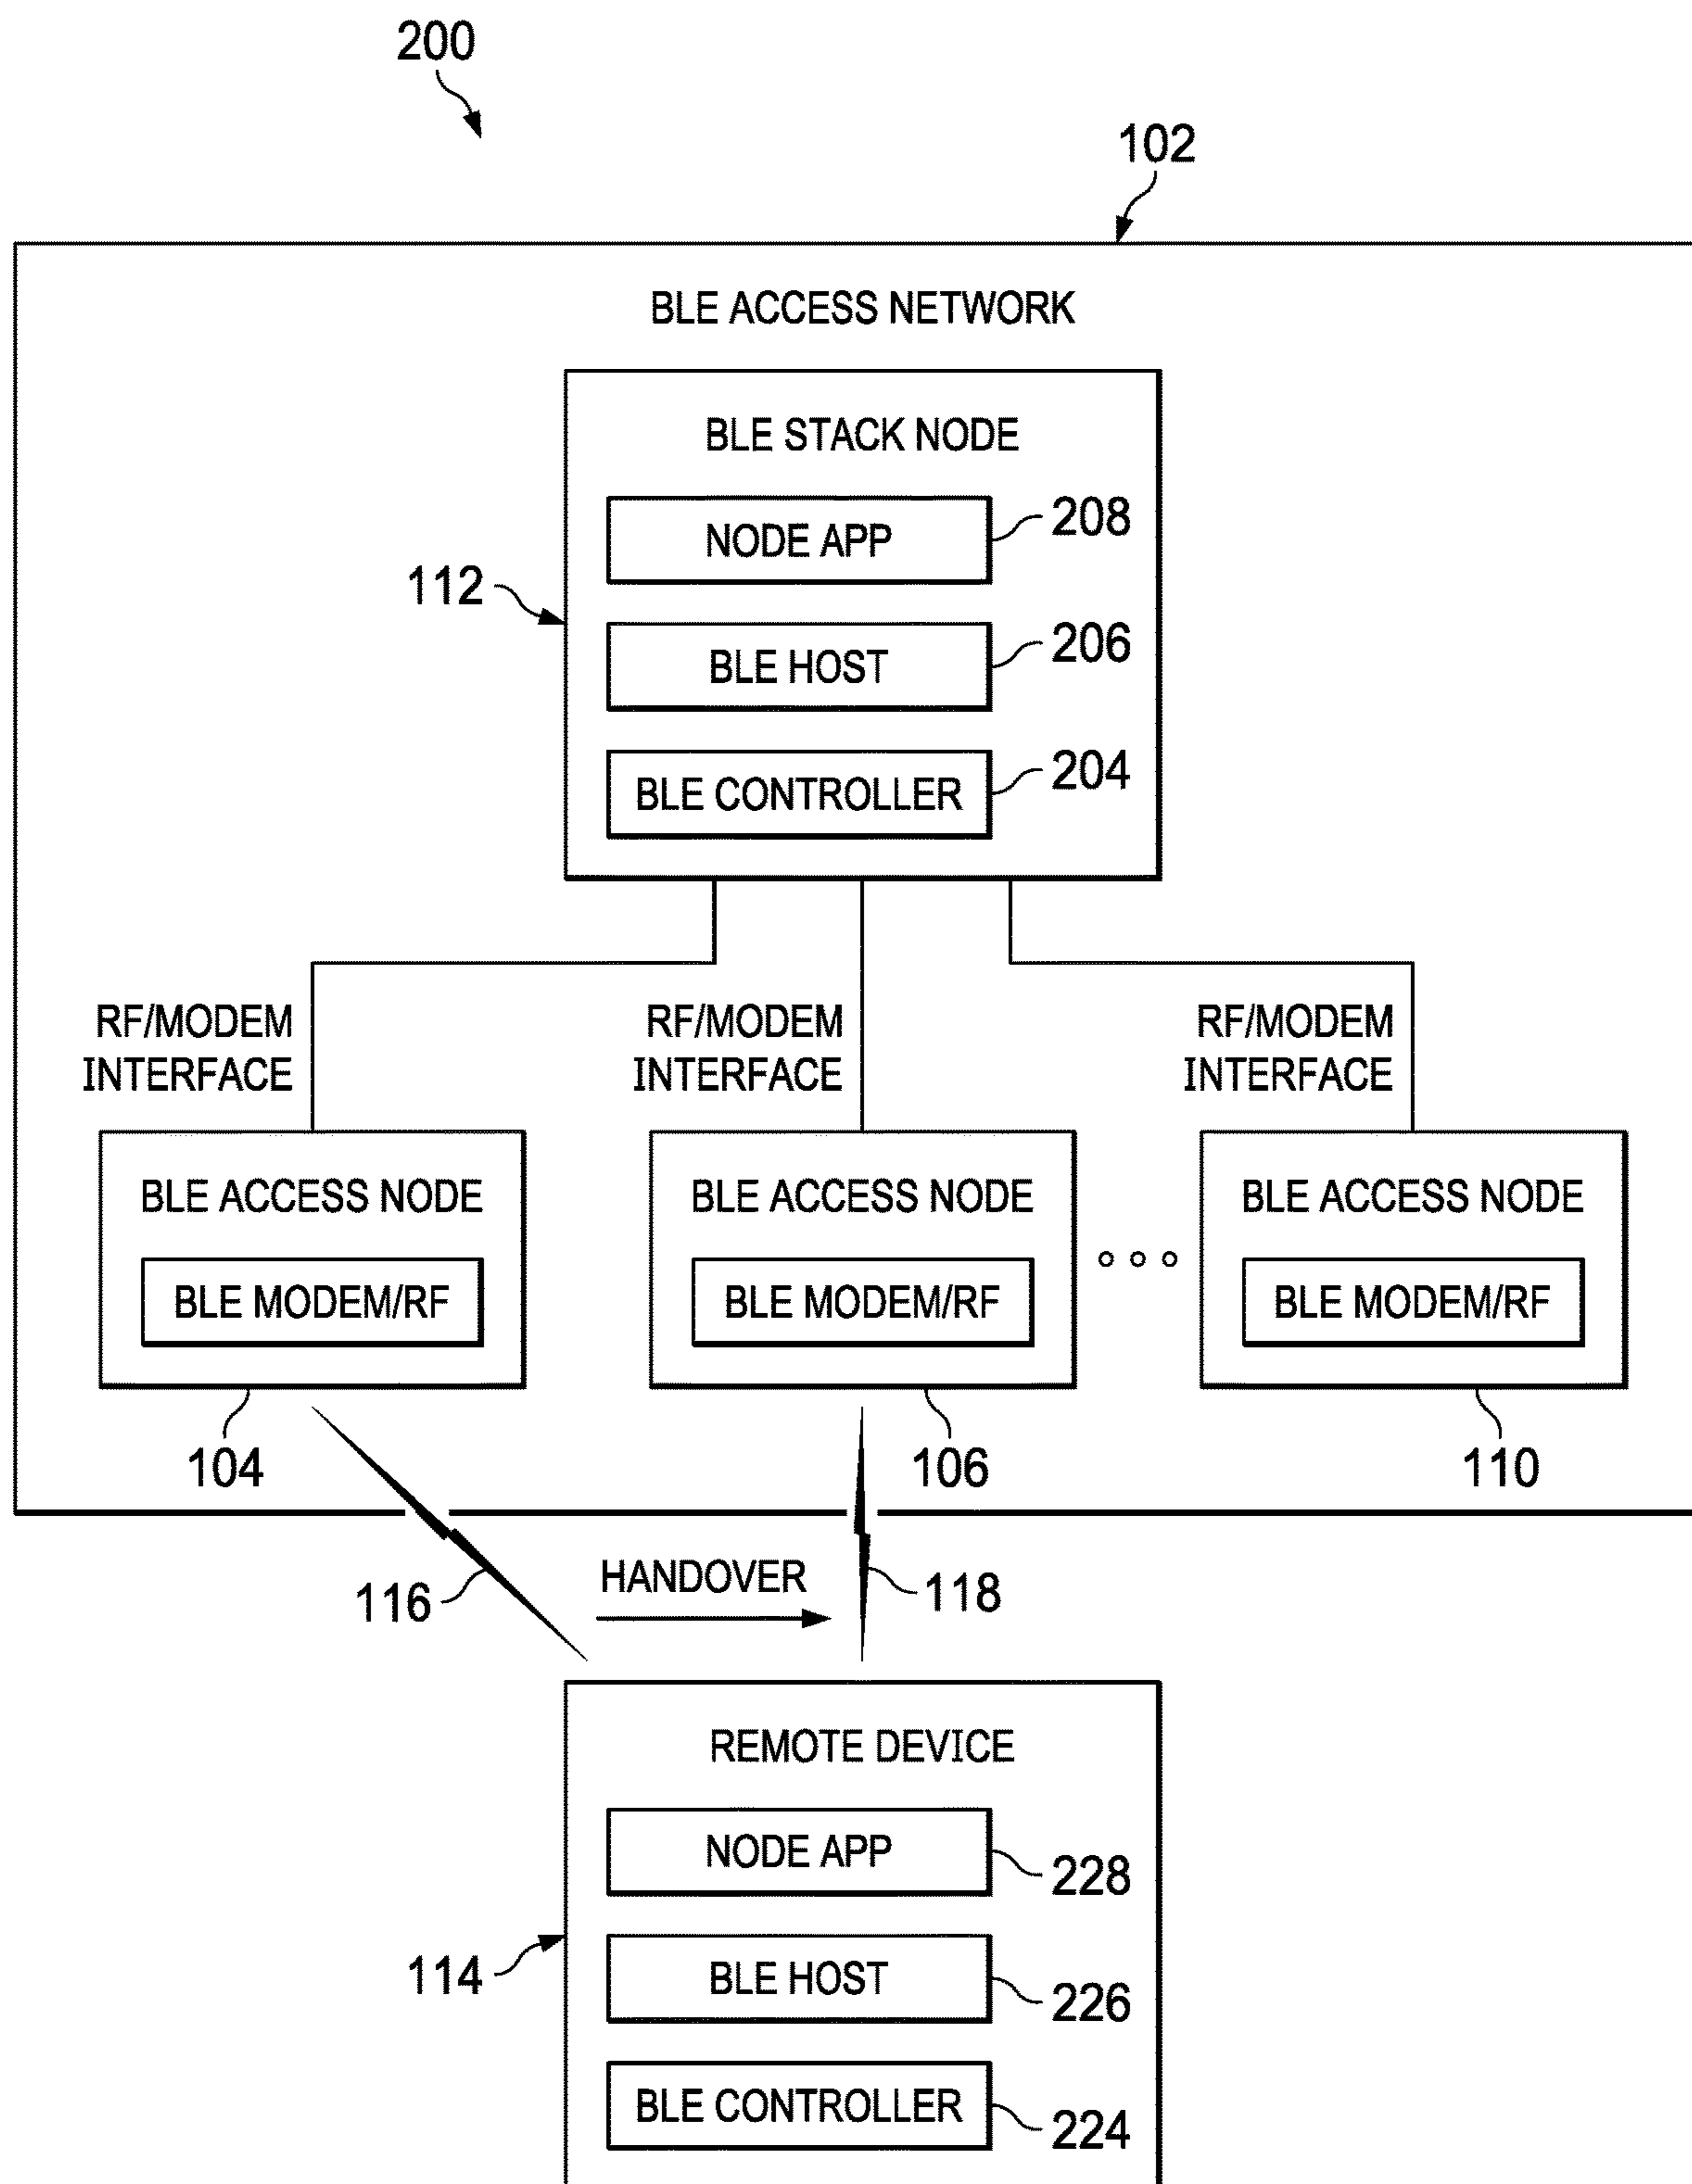 200
102
BLE ACCESS NETWORK
BLE STACK NODE
NODE APP
208
112
BLE HOST
206
BLE CONTROLLER
204
RF/MODEM
INTERFACE
RF/MODEM
INTERFACE
RF/MODEM
INTERFACE
BLE ACCESS NODE
BLE MODEM/RF
BLE ACCESS NODE
BLE MODEM/RF
BLE ACCESS NODE
BLE MODEM/RF
104
106
110
116
HANDOVER
118
REMOTE DEVICE
NODE APP
228
114
BLE HOST
226
BLE CONTROLLER
224